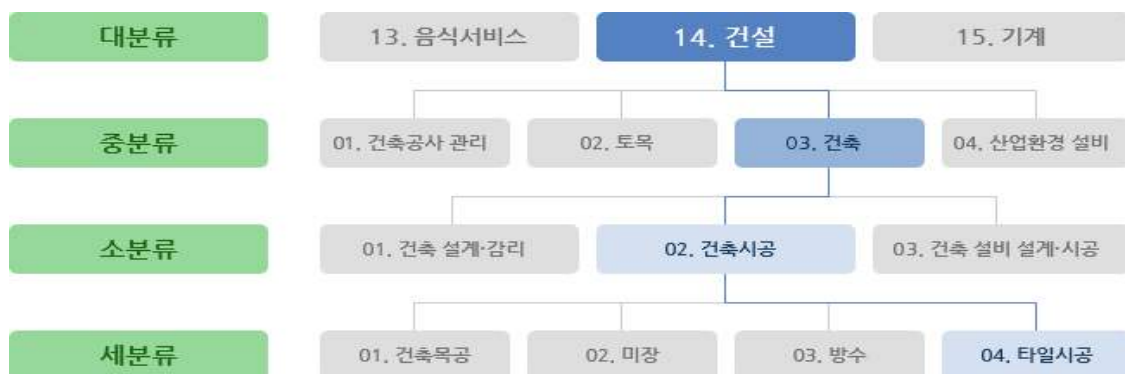 대분류 13. 음식서비스 14. 건설 15. 기계
중분류 01. 건축공사 관리 02. 토목 03. 건축 04. 산업환경 설비
소분류 01. 건축 설계·감리 02. 건축시공 03. 건축 설비 설계·시공
세분류 01. 건축목공 02. 미장 03. 방수 04. 타일시공